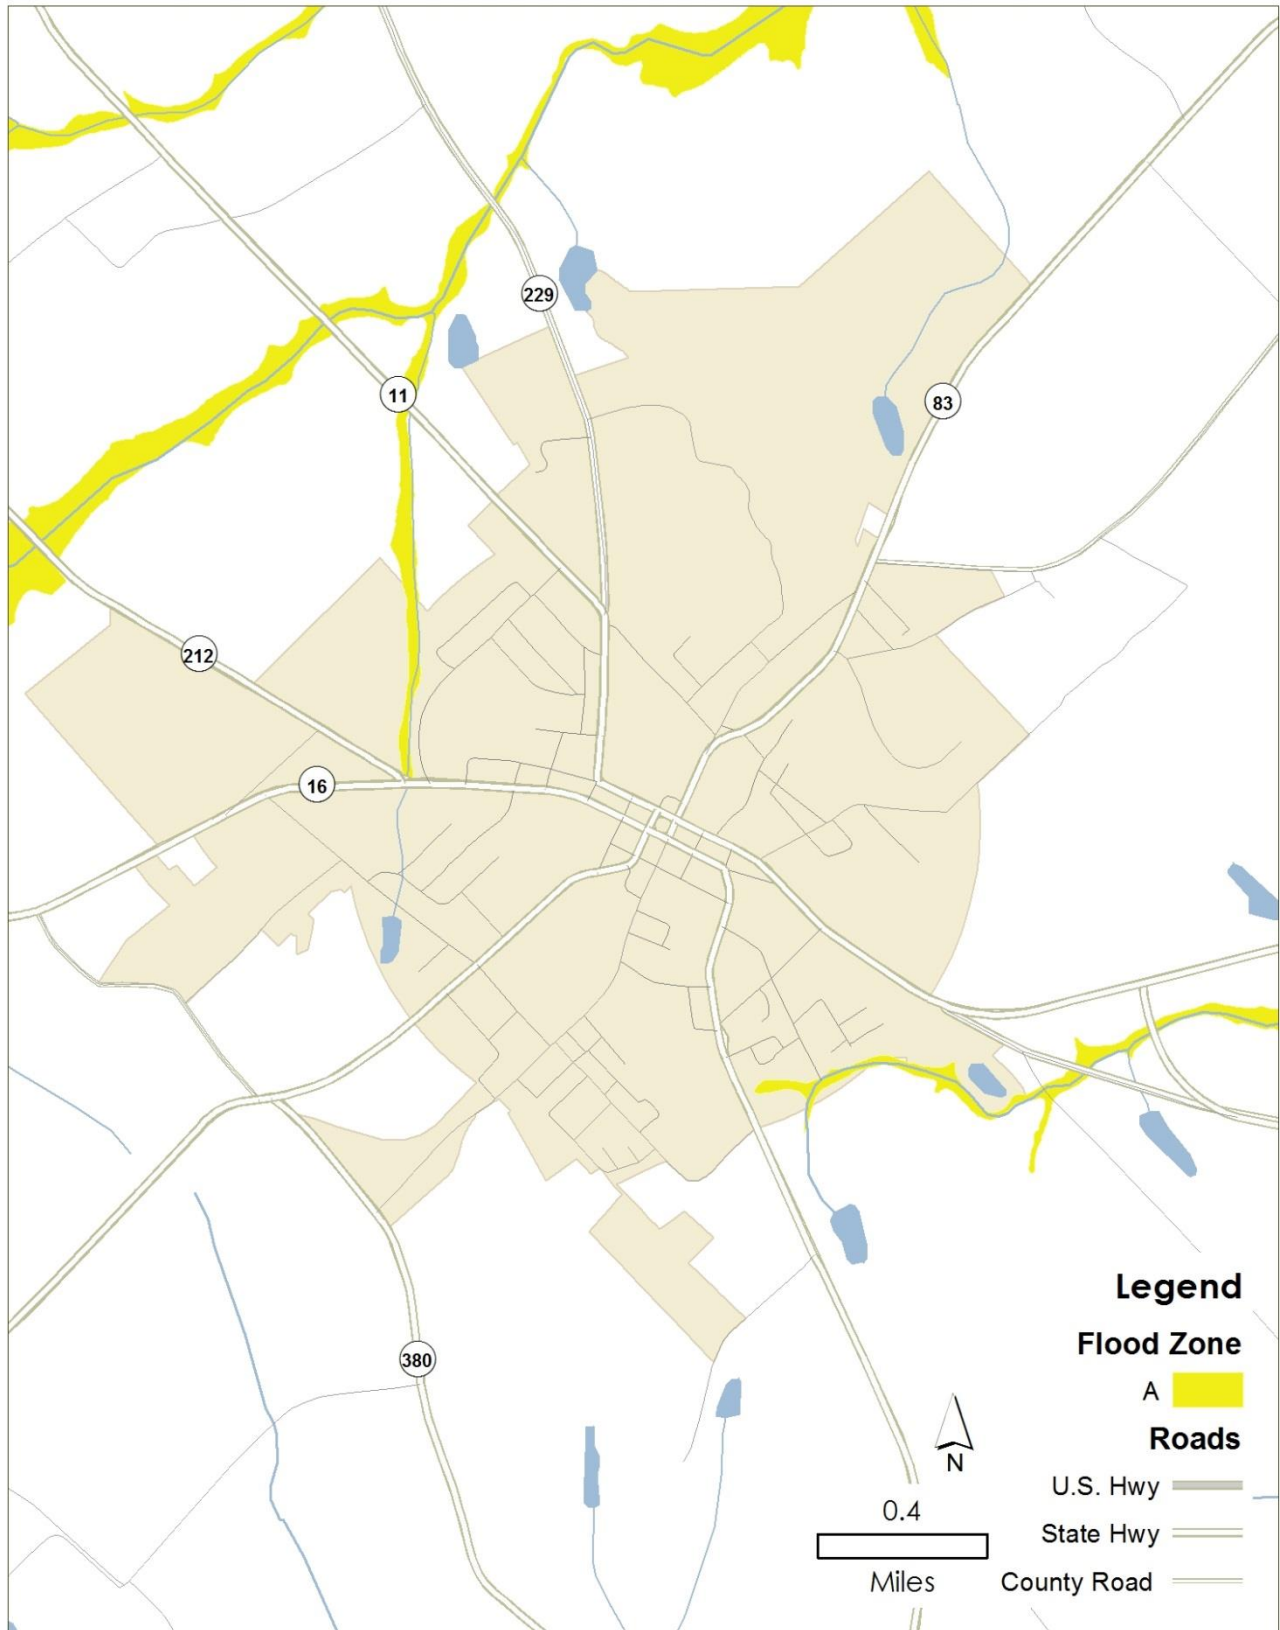 229
11
83
212
16
380
Legend
Flood Zone
A
Roads
N
U.S. Hwy
0.4
State Hwy
Miles
County Road